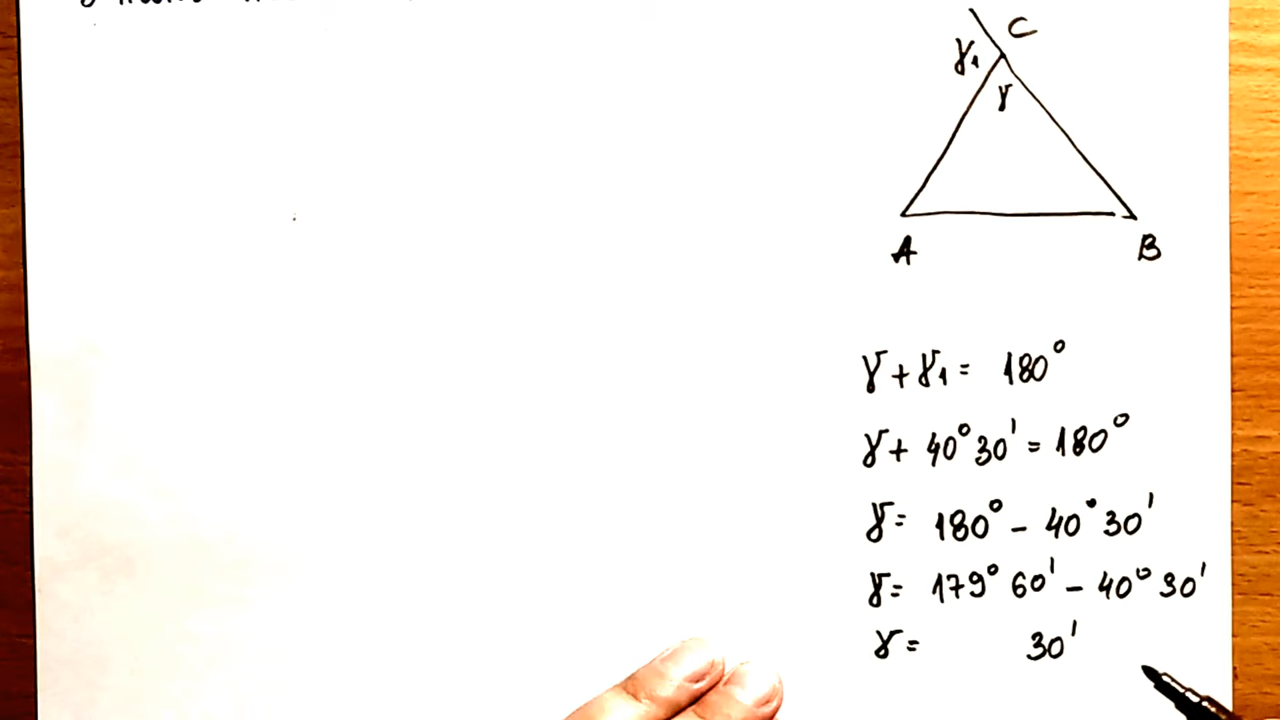 C
γ₁
γ
A
B
γ + γ₁ = 180°
γ + 40° 30' = 180°
γ = 180° - 40° 30'
γ = 179° 60' - 40° 30'
γ = 30'